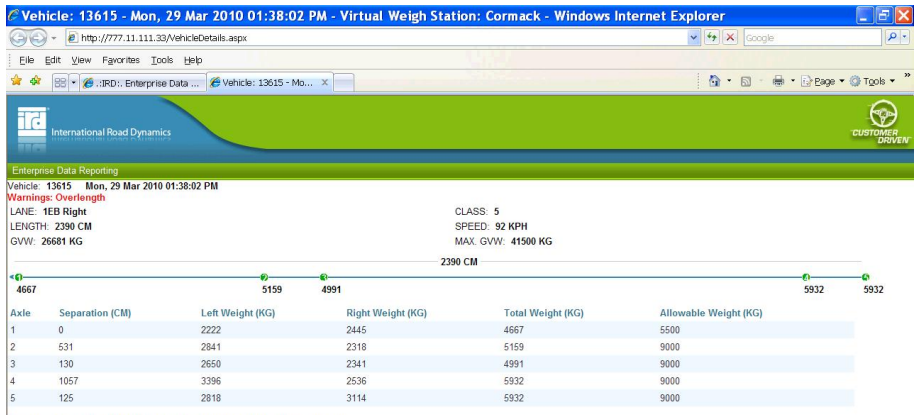 Vehicle: 13615 - Mon, 29 Mar 2010 01:38:02 PM - Virtual Weigh Station: Cormack - Windows Internet Explorer
http://777.11.111.33/VehicleDetails.aspx Google
File Edit View Favorites Tools Help
.:IRD:. Enterprise Data ... Vehicle: 13615 - Mo... X Page Tools
ird International Road Dynamics CUSTOMER DRIVEN
Enterprise Data Reporting
Vehicle: 13615 Mon, 29 Mar 2010 01:38:02 PM
Warnings: Overlength
LANE: 1EB Right CLASS: 5
LENGTH: 2390 CM SPEED: 92 KPH
GVW: 26681 KG MAX. GVW: 41500 KG
2390 CM
1 2 3 4 5
4667 5159 4991 5932 5932
Axle Separation (CM) Left Weight (KG) Right Weight (KG) Total Weight (KG) Allowable Weight (KG)
1 0 2222 2445 4667 5500
2 531 2841 2318 5159 9000
3 130 2650 2341 4991 9000
4 1057 3396 2536 5932 9000
5 125 2818 3114 5932 9000